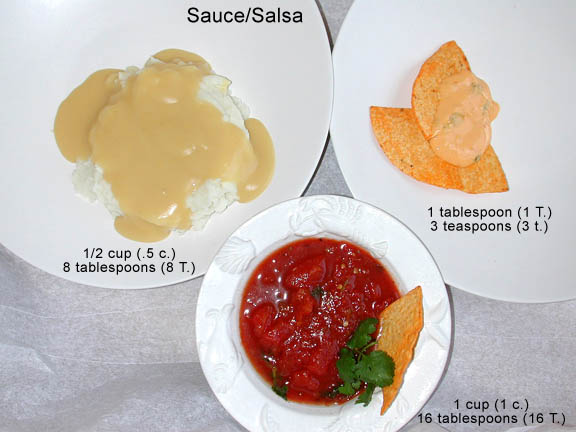 Sauce/Salsa
1/2 cup (.5 c.)
8 tablespoons (8 T.)
1 tablespoon (1 T.)
3 teaspoons (3 t.)
1 cup (1 c.)
16 tablespoons (16 T.)